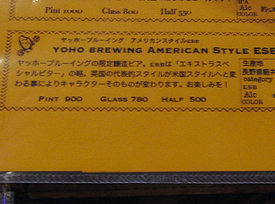 Pint 1000 Glass 800 Half 550
IPA
Alc
COLOR
ヤッホーブルーイング アメリカンスタイルESB
YOHO BREWING AMERICAN STYLE ESB
ヤッホーブルーイングの限定醸造ビア。ESBは「エキストラスペ
シャルビター」の略。英国の代表的スタイルが米国スタイルへと変
わる事によりキャラクターそのものが変わります。お楽しみを!
PINT 900 GLASS 780 HALF 500
生産地
長野県軽井
category
ESB
Alc
COLOR